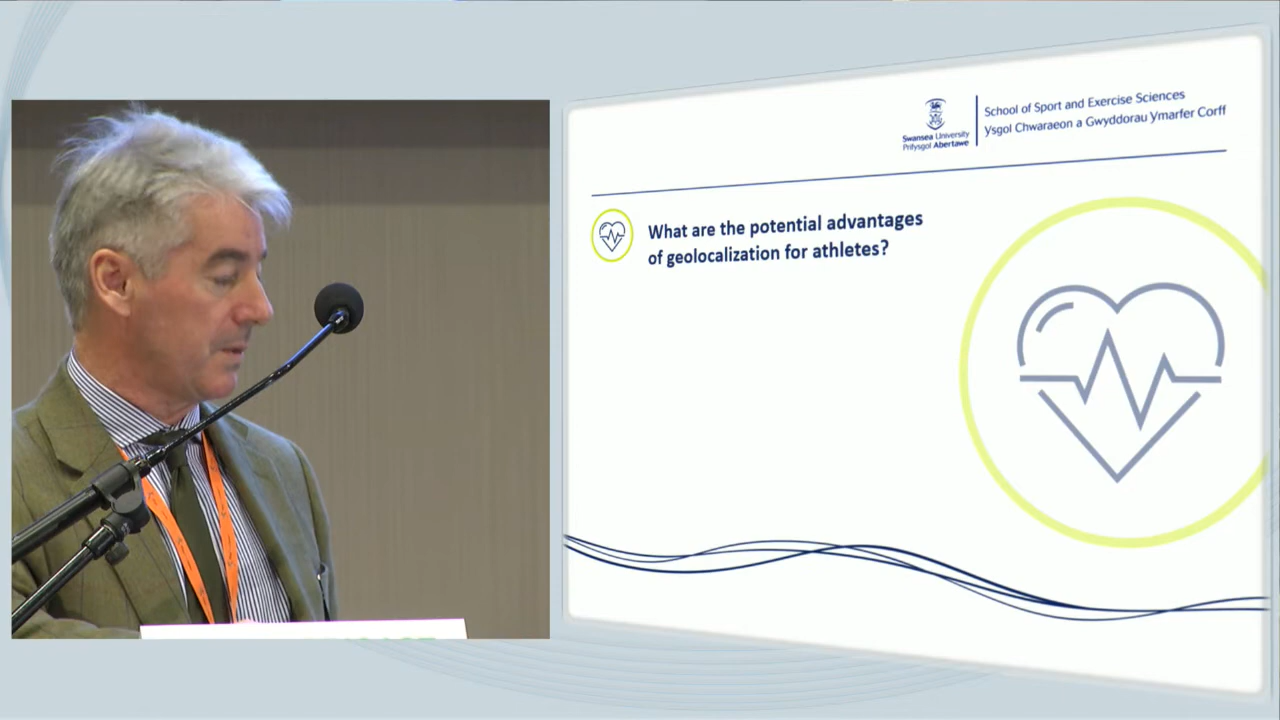 Swansea University
Prifysgol Abertawe
School of Sport and Exercise Sciences
Ysgol Chwaraeon a Gwyddorau Ymarfer Corff
What are the potential advantages
of geolocalization for athletes?